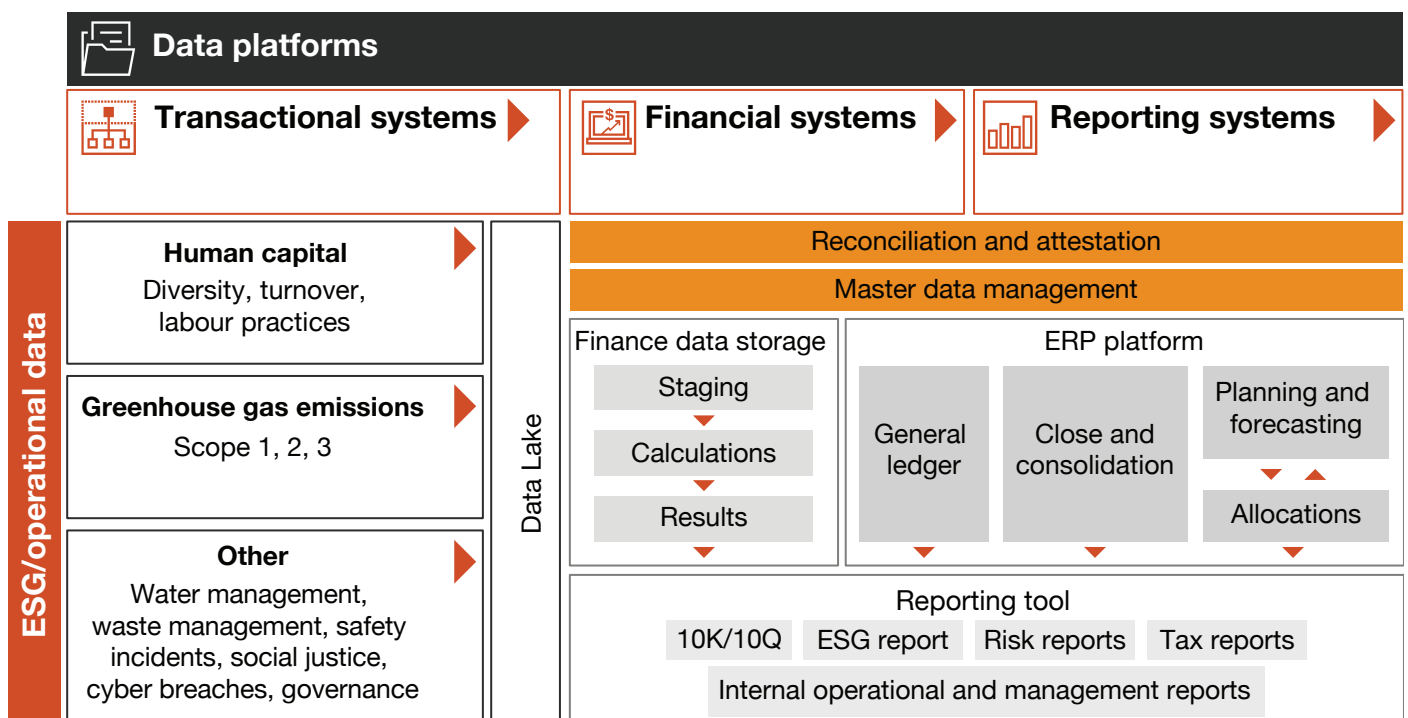 Data platforms
Transactional systems
Financial systems
Reporting systems
ESG/operational data
Human capital
Diversity, turnover,
labour practices
Greenhouse gas emissions
Scope 1, 2, 3
Other
Water management,
waste management, safety
incidents, social justice,
cyber breaches, governance
Data Lake
Reconciliation and attestation
Master data management
Finance data storage
Staging
Calculations
Results
ERP platform
General
ledger
Close and
consolidation
Planning and
forecasting
Allocations
Reporting tool
10K/10Q
ESG report
Risk reports
Tax reports
Internal operational and management reports